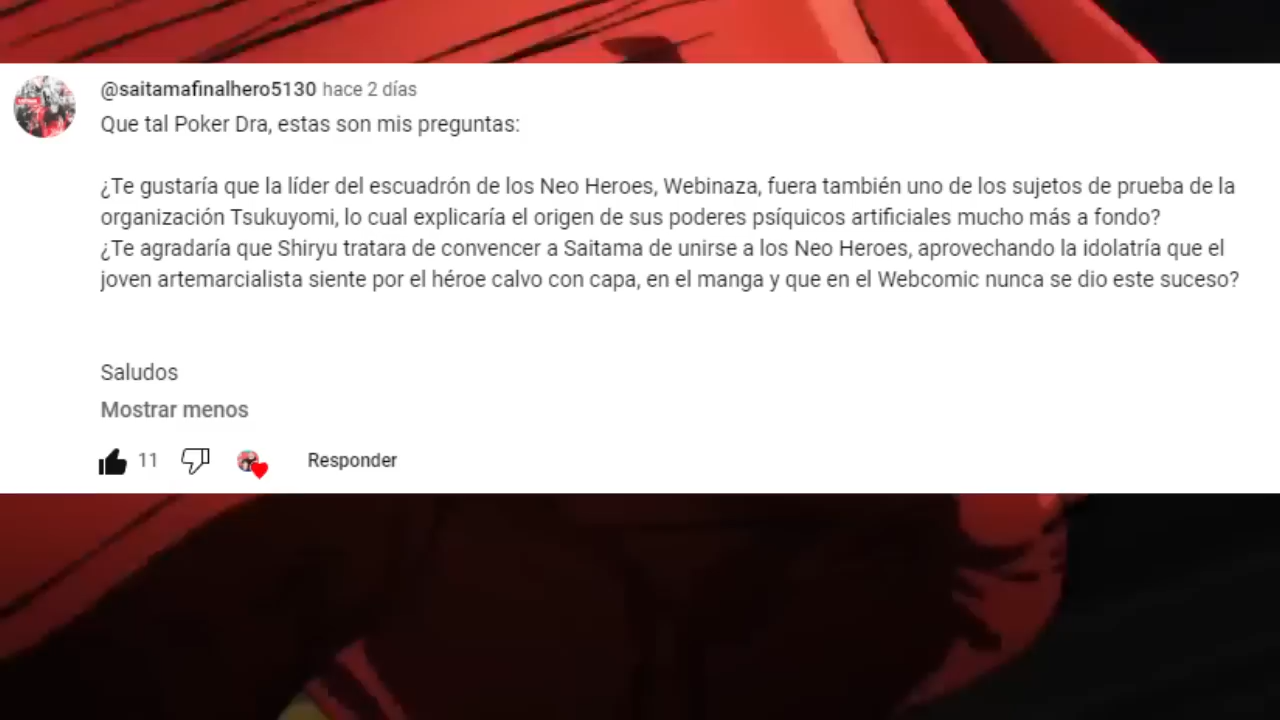 @saitamafinalhero5130 hace 2 días
Que tal Poker Dra, estas son mis preguntas:
¿Te gustaría que la líder del escuadrón de los Neo Heroes, Webinaza, fuera también uno de los sujetos de prueba de la
organización Tsukuyomi, lo cual explicaría el origen de sus poderes psíquicos artificiales mucho más a fondo?
¿Te agradaría que Shiryu tratara de convencer a Saitama de unirse a los Neo Heroes, aprovechando la idolatría que el
joven artemarcialista siente por el héroe calvo con capa, en el manga y que en el Webcomic nunca se dio este suceso?
Saludos
Mostrar menos
11 Responder